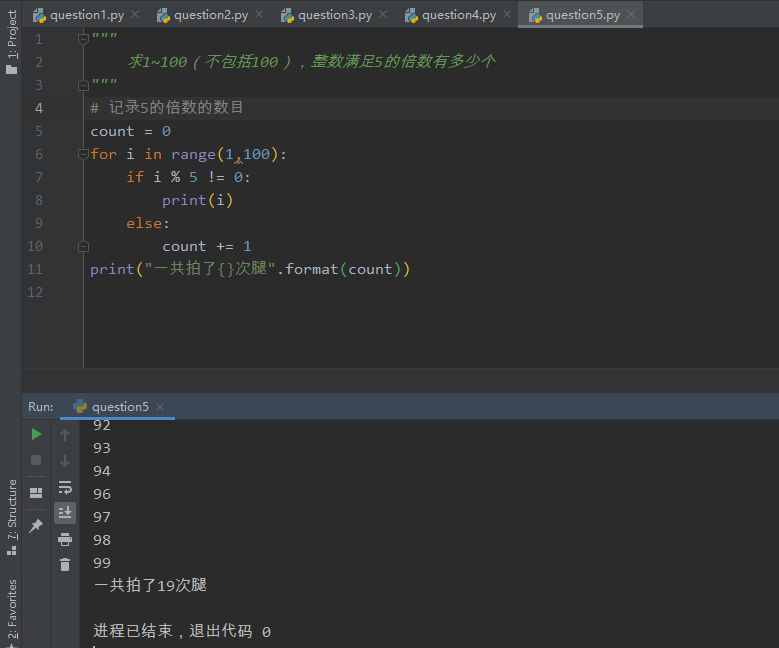 1: Project
question1.py
question2.py
question3.py
question4.py
question5.py
1 """
2 求1~100（不包括100），整数满足5的倍数有多少个
3 """
4 # 记录5的倍数的数目
5 count = 0
6 for i in range(1,100):
7 if i % 5 != 0:
8 print(i)
9 else:
10 count += 1
11 print("一共拍了{}次腿".format(count))
12
Run: question5
92
93
94
96
97
98
99
一共拍了19次腿
进程已结束，退出代码 0
7: Structure
2: Favorites